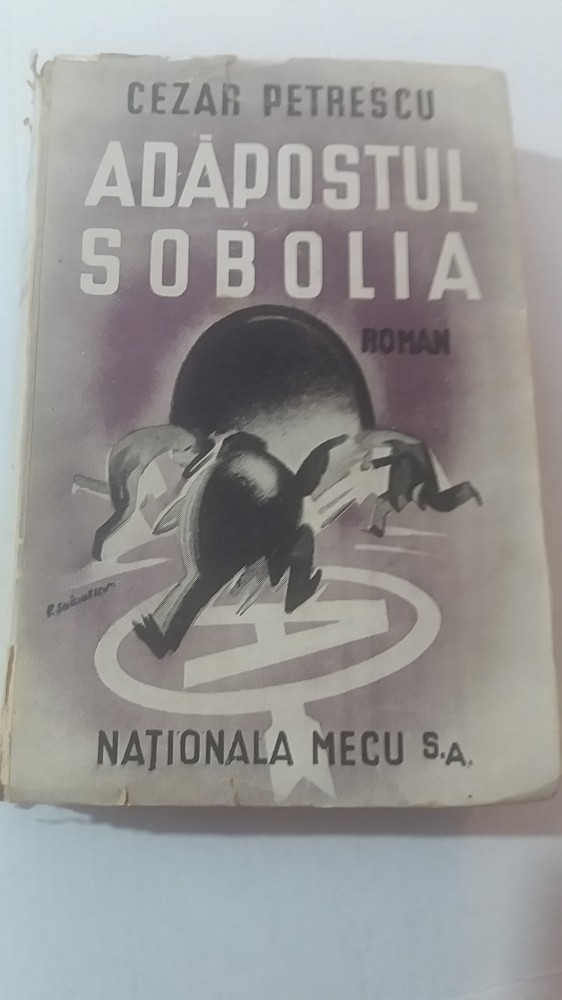 CEZAR PETRESCU
ADĂPOSTUL
SOBOLIA
ROMAN
A
NAȚIONALA MECU S.A.